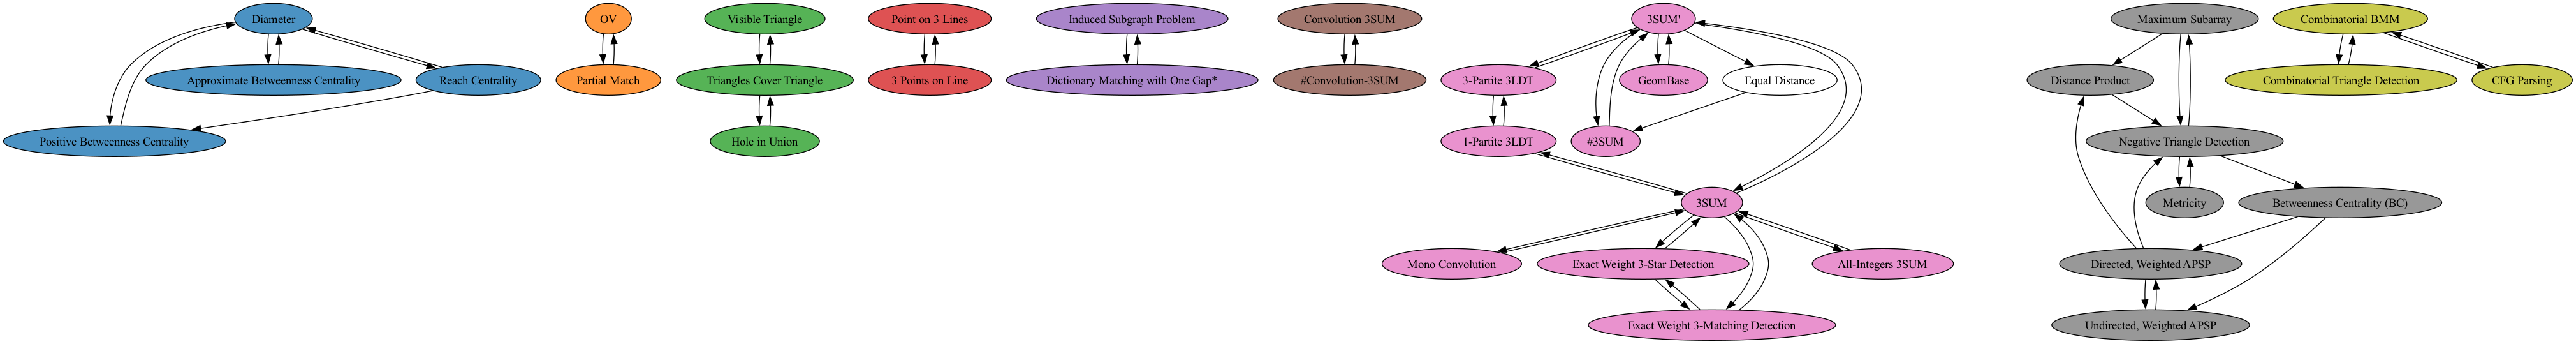 Diameter
OV
Visible Triangle
Point on 3 Lines
Induced Subgraph Problem
Convolution 3SUM
3SUM'
Maximum Subarray
Combinatorial BMM
Approximate Betweenness Centrality
Reach Centrality
Partial Match
Triangles Cover Triangle
3 Points on Line
Dictionary Matching with One Gap*
#Convolution-3SUM
3-Partite 3LDT
GeomBase
Equal Distance
Distance Product
Combinatorial Triangle Detection
CFG Parsing
Positive Betweenness Centrality
Hole in Union
1-Partite 3LDT
#3SUM
Negative Triangle Detection
3SUM
Metricity
Betweenness Centrality (BC)
Mono Convolution
Exact Weight 3-Star Detection
All-Integers 3SUM
Directed, Weighted APSP
Exact Weight 3-Matching Detection
Undirected, Weighted APSP